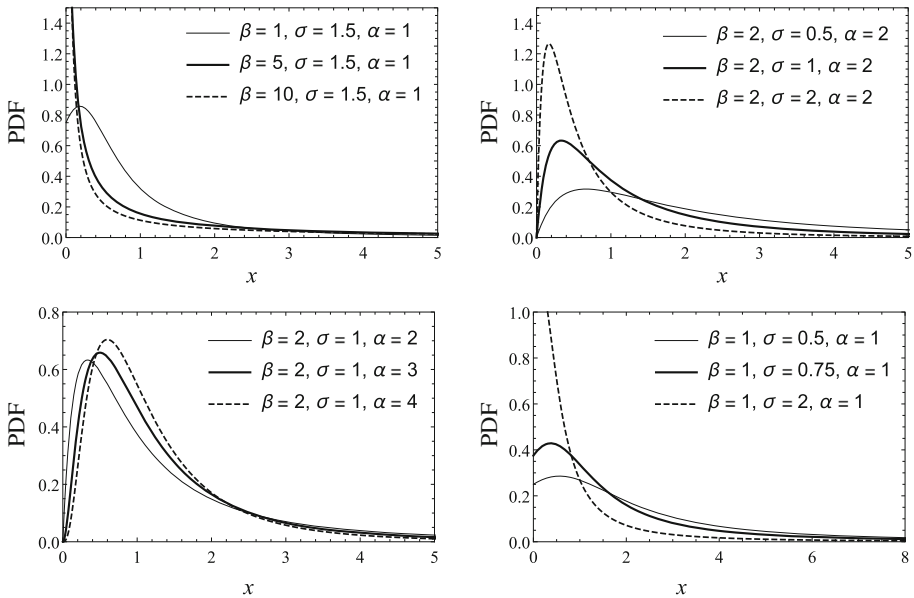 PDF
1.4
1.2
1.0
0.8
0.6
0.4
0.2
0.0
0 1 2 3 4 5
x
β = 1, σ = 1.5, α = 1
β = 5, σ = 1.5, α = 1
β = 10, σ = 1.5, α = 1
PDF
1.4
1.2
1.0
0.8
0.6
0.4
0.2
0.0
0 1 2 3 4 5
x
β = 2, σ = 0.5, α = 2
β = 2, σ = 1, α = 2
β = 2, σ = 2, α = 2
PDF
0.8
0.6
0.4
0.2
0.0
0 1 2 3 4 5
x
β = 2, σ = 1, α = 2
β = 2, σ = 1, α = 3
β = 2, σ = 1, α = 4
PDF
1.0
0.8
0.6
0.4
0.2
0.0
0 2 4 6 8
x
β = 1, σ = 0.5, α = 1
β = 1, σ = 0.75, α = 1
β = 1, σ = 2, α = 1